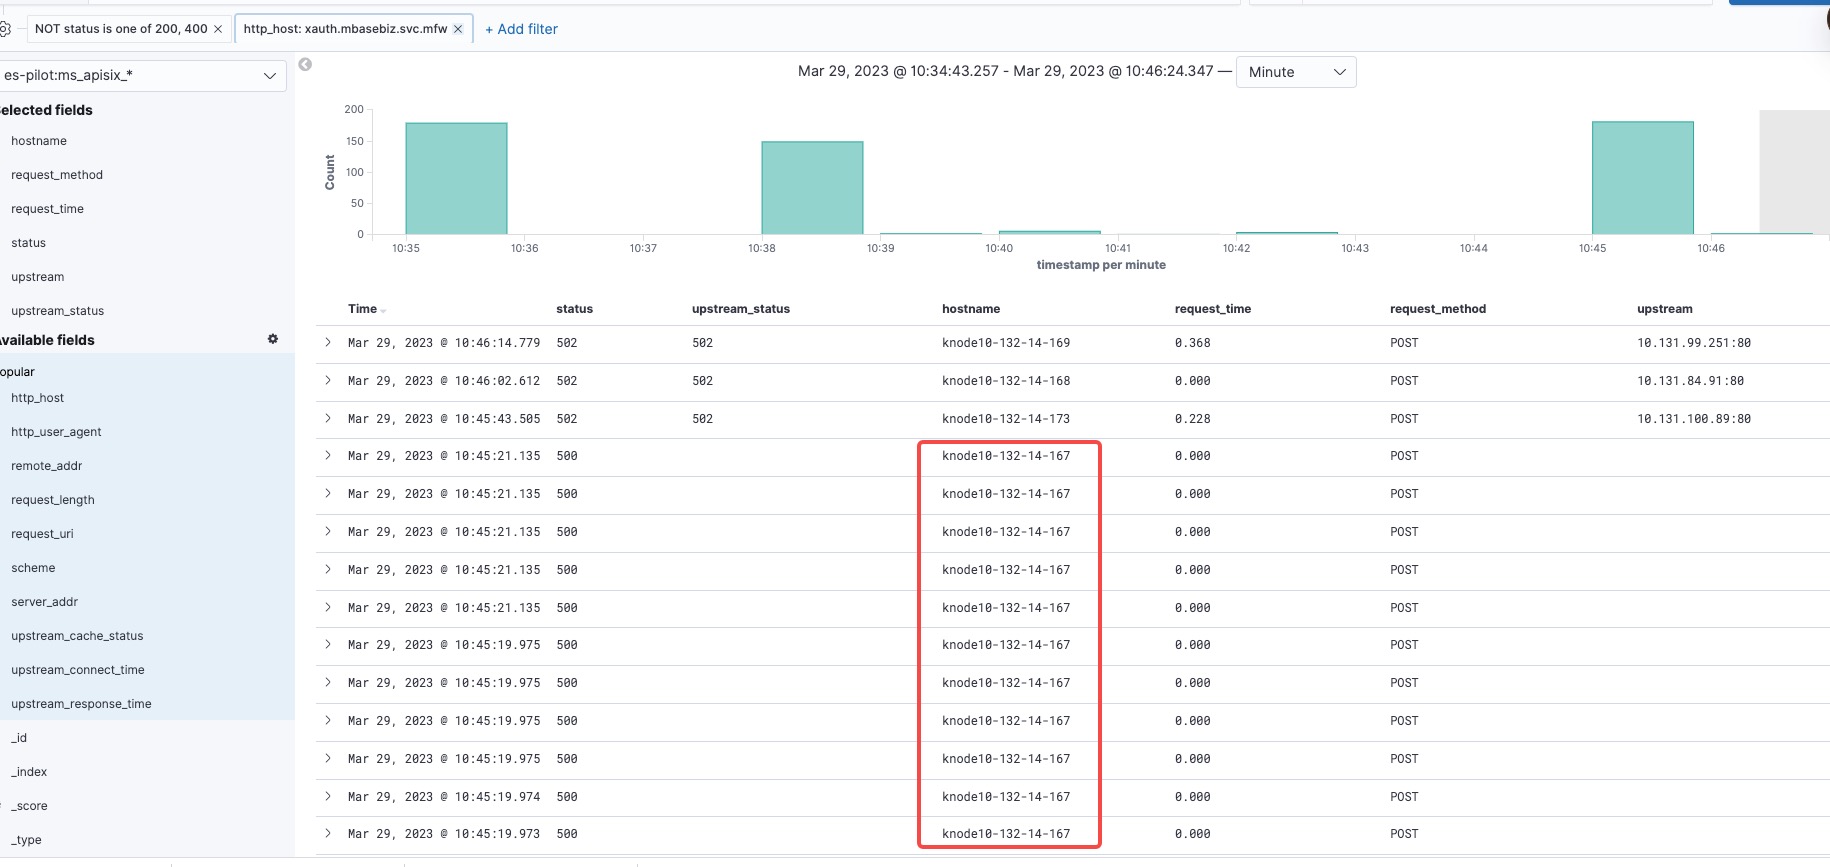 NOT status is one of 200, 400 ×
http_host: xauth.mbasebiz.svc.mfw ×
+ Add filter
es-pilot:ms_apisix_*
Mar 29, 2023 @ 10:34:43.257 - Mar 29, 2023 @ 10:46:24.347 —
Minute
elected fields
hostname
request_method
request_time
status
upstream
upstream_status
vailable fields
opular
http_host
http_user_agent
remote_addr
request_length
request_uri
scheme
server_addr
upstream_cache_status
upstream_connect_time
upstream_response_time
_id
_index
_score
_type
Count
200
150
100
50
0
10:35 10:36 10:37 10:38 10:39 10:40 10:41 10:42 10:43 10:44 10:45 10:46
timestamp per minute
Time status upstream_status hostname request_time request_method upstream
Mar 29, 2023 @ 10:46:14.779 502 502 knode10-132-14-169 0.368 POST 10.131.99.251:80
Mar 29, 2023 @ 10:46:02.612 502 502 knode10-132-14-168 0.000 POST 10.131.84.91:80
Mar 29, 2023 @ 10:45:43.505 502 502 knode10-132-14-173 0.228 POST 10.131.100.89:80
Mar 29, 2023 @ 10:45:21.135 500 knode10-132-14-167 0.000 POST
Mar 29, 2023 @ 10:45:21.135 500 knode10-132-14-167 0.000 POST
Mar 29, 2023 @ 10:45:21.135 500 knode10-132-14-167 0.000 POST
Mar 29, 2023 @ 10:45:21.135 500 knode10-132-14-167 0.000 POST
Mar 29, 2023 @ 10:45:21.135 500 knode10-132-14-167 0.000 POST
Mar 29, 2023 @ 10:45:19.975 500 knode10-132-14-167 0.000 POST
Mar 29, 2023 @ 10:45:19.975 500 knode10-132-14-167 0.000 POST
Mar 29, 2023 @ 10:45:19.975 500 knode10-132-14-167 0.000 POST
Mar 29, 2023 @ 10:45:19.975 500 knode10-132-14-167 0.000 POST
Mar 29, 2023 @ 10:45:19.974 500 knode10-132-14-167 0.000 POST
Mar 29, 2023 @ 10:45:19.973 500 knode10-132-14-167 0.000 POST